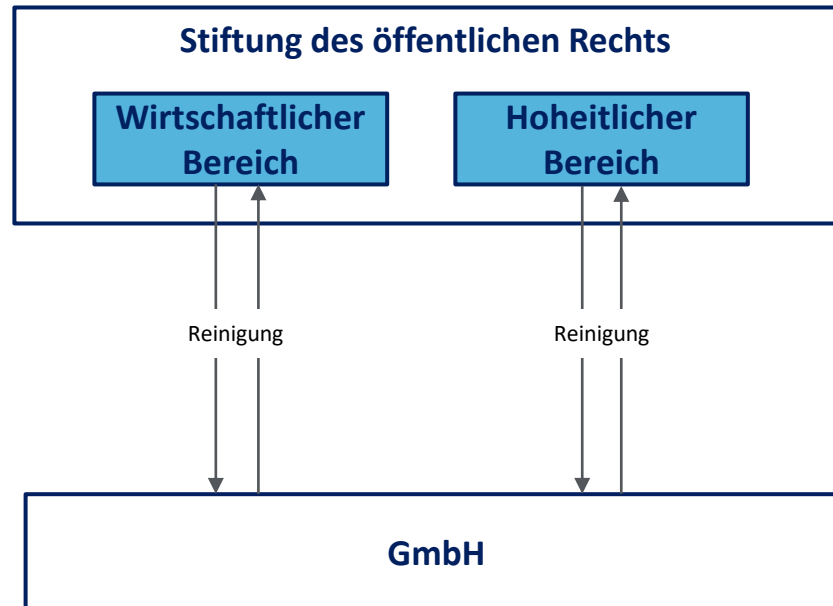 Stiftung des öffentlichen Rechts
Wirtschaftlicher
Bereich
Hoheitlicher
Bereich
Reinigung
Reinigung
GmbH